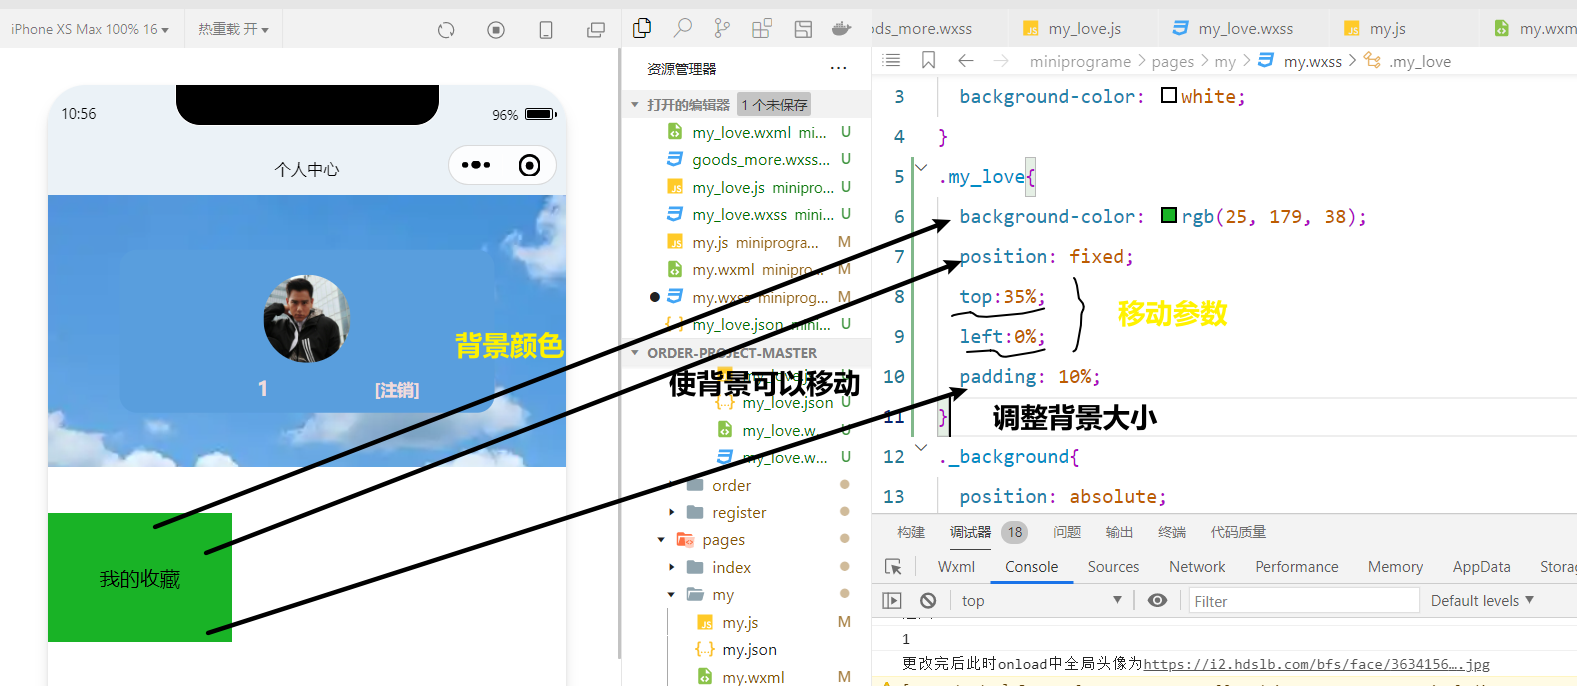 iPhone XS Max 100% 16
热重载 开
ds_more.wxss
my_love.js
my_love.wxss
my.js
my.wxm
资源管理器
miniprograme > pages > my > my.wxss > .my_love
打开的编辑器 1 个未保存
my_love.wxml mi... U
goods_more.wxss... U
my_love.js minipro... U
my_love.wxss mini... U
my.js miniprogra... M
my.wxml minipro... M
my.wxss miniprog... M
my_love.json mini... U
ORDER-PROJECT-MASTER
my_love.js
my_love.json U
my_love.w... U
my_love.w... U
order
register
pages
index
my
my.js M
my.json
my.wxml M
10:56
96%
个人中心
背景颜色
1
[注销]
使背景可以移动
我的收藏
3 background-color: white;
4 }
5 .my_love{
6 background-color: rgb(25, 179, 38);
7 position: fixed;
8 top:35%;
9 left:0%;
移动参数
10 padding: 10%;
11 }
调整背景大小
12 ._background{
13 position: absolute;
构建 调试器 18 问题 输出 终端 代码质量
Wxml Console Sources Network Performance Memory AppData Storag
top Filter Default levels
1
更改完后此时onload中全局头像为https://i2.hdslb.com/bfs/face/3634156….jpg